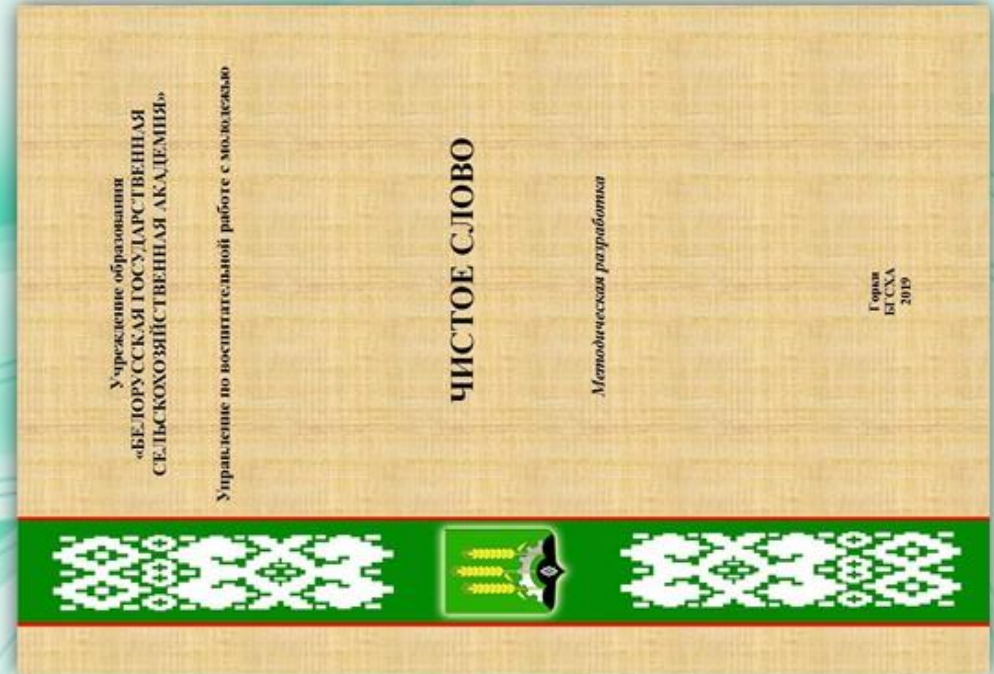 Учреждение образования
«БЕЛОРУССКАЯ ГОСУДАРСТВЕННАЯ
СЕЛЬСКОХОЗЯЙСТВЕННАЯ АКАДЕМИЯ»
Управление по воспитательной работе с молодежью
ЧИСТОЕ СЛОВО
Методическая разработка
Горки
БГСХА
2019